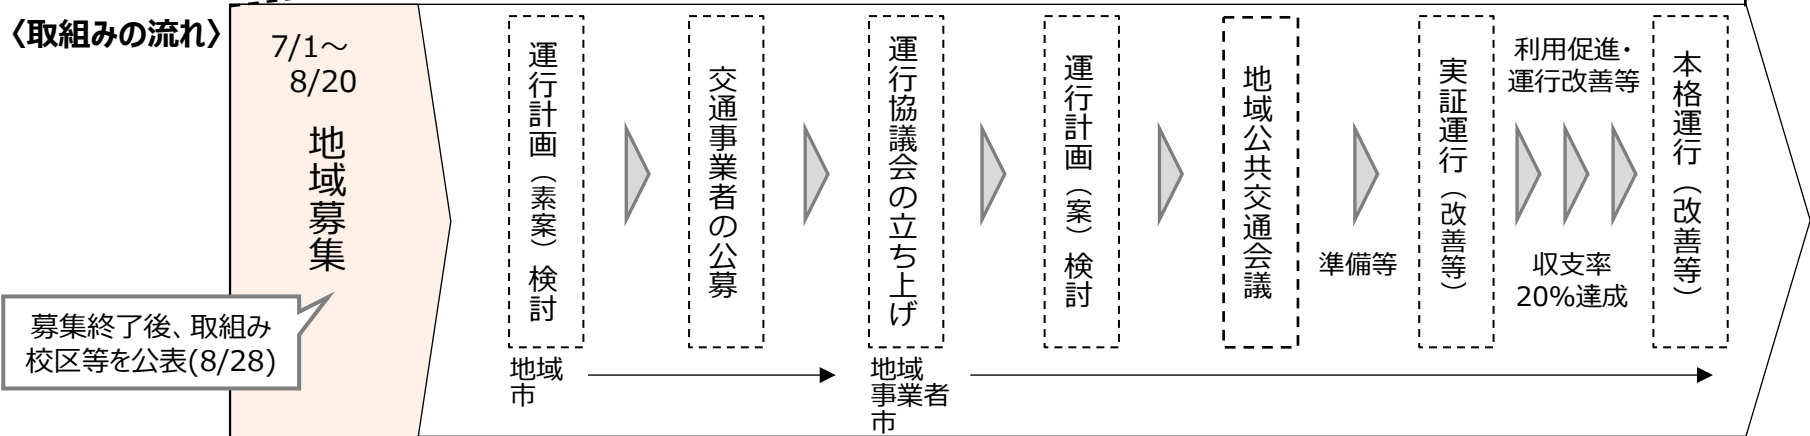 〈取組みの流れ〉
7/1～
8/20
地域募集
募集終了後、取組み
校区等を公表(8/28)
運行計画（素案）検討
交通事業者の公募
運行協議会の立ち上げ
運行計画（案）検討
地域公共交通会議
準備等
実証運行（改善等）
利用促進・
運行改善等
収支率
20%達成
本格運行（改善等）
地域
市
地域
事業者
市